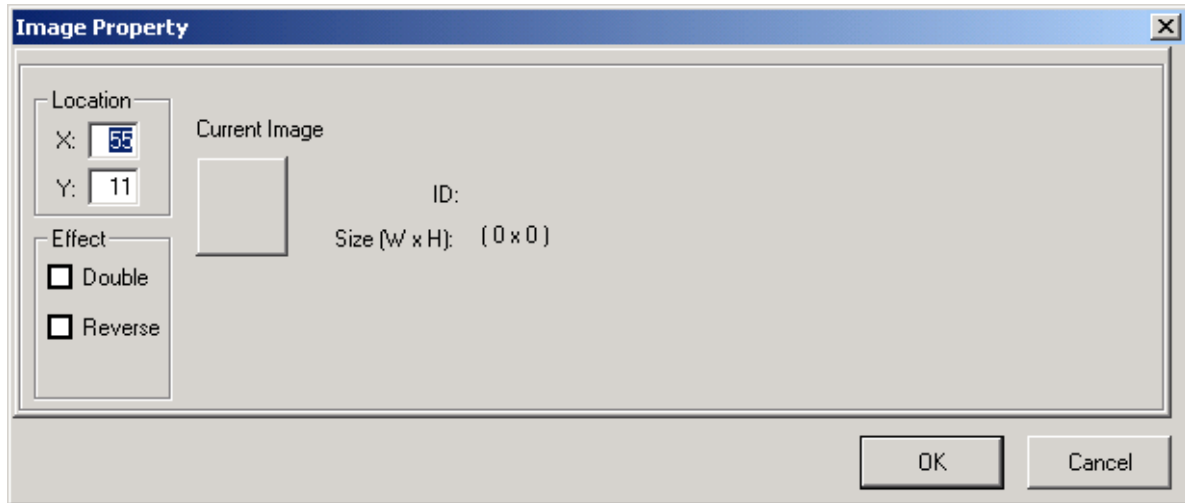 Image Property
Location
X: 55
Y: 11
Effect
Double
Reverse
Current Image
ID:
Size (W x H): ( 0 x 0 )
OK
Cancel